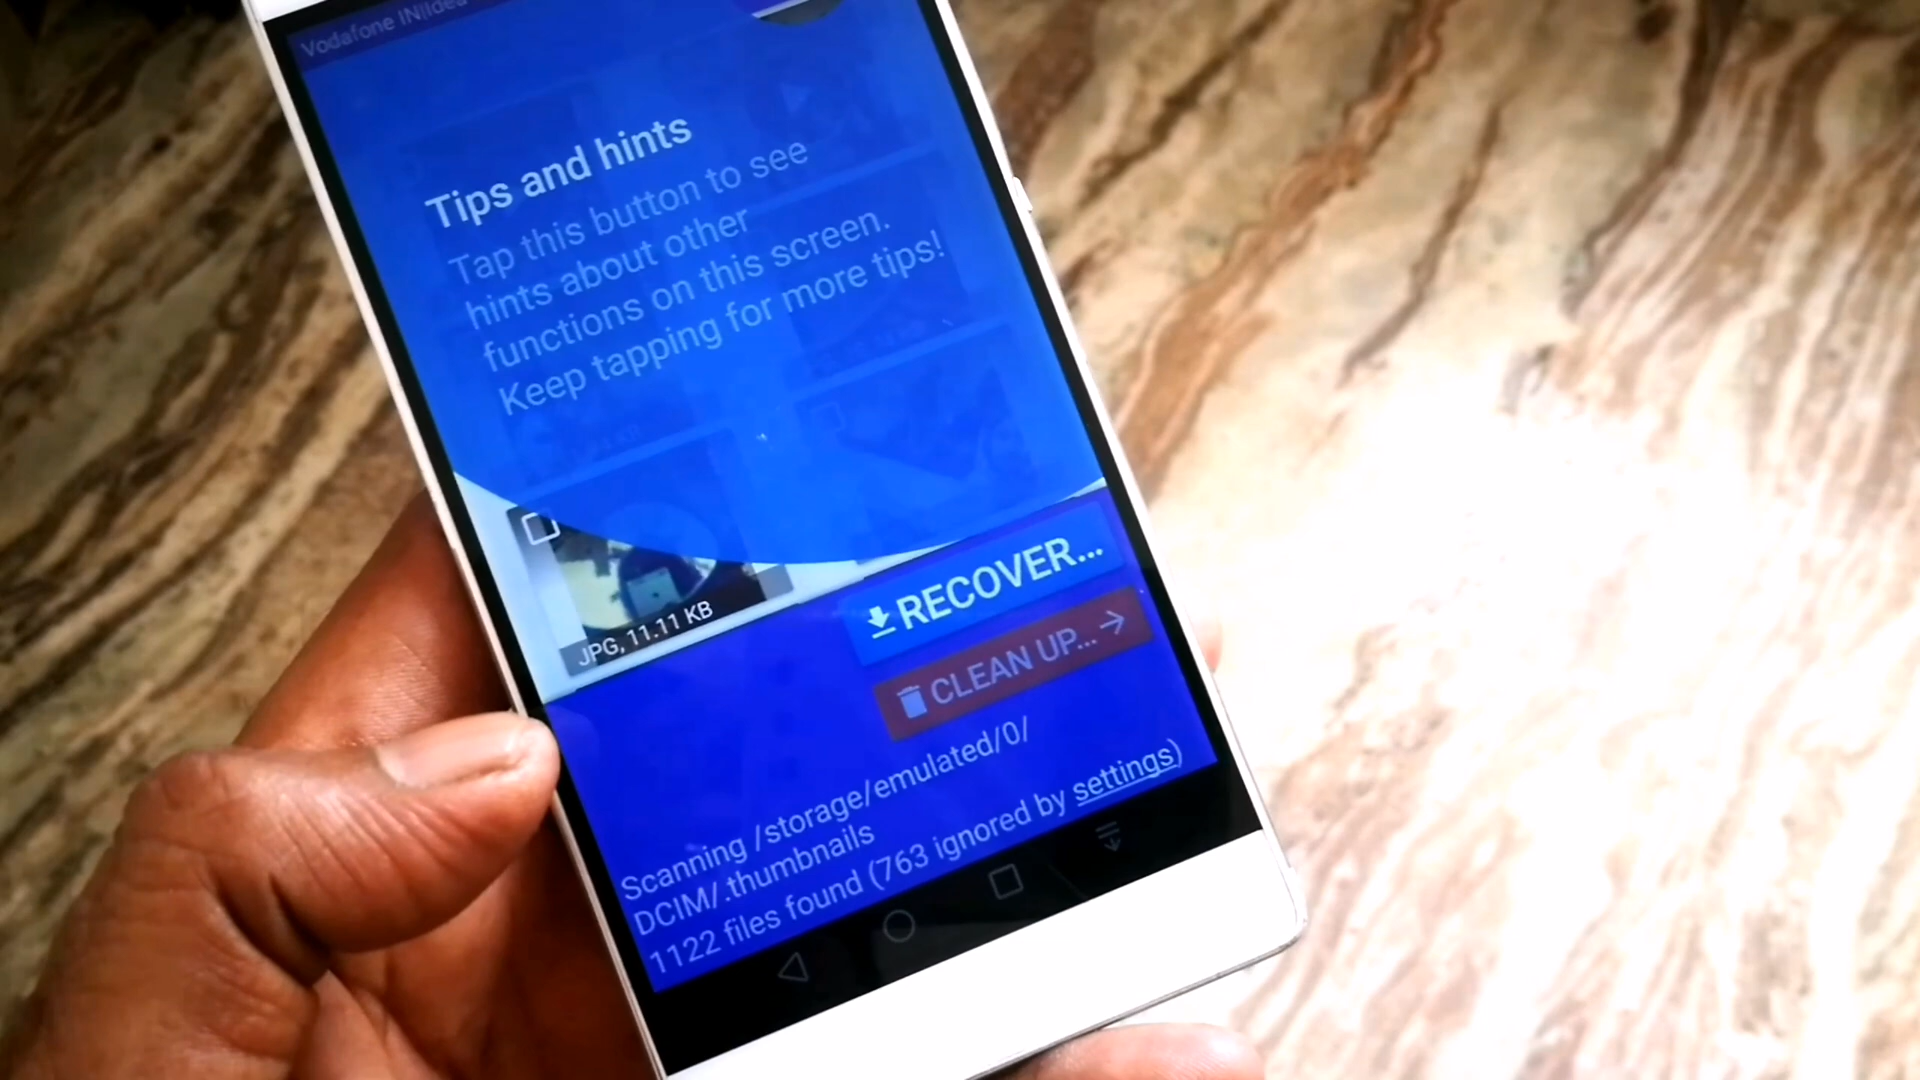 Vodafone IN|Idea
Tips and hints
Tap this button to see
hints about other
functions on this screen.
Keep tapping for more tips!
JPG, 11.11 KB
RECOVER...
CLEAN UP...
Scanning /storage/emulated/0/
DCIM/.thumbnails
1122 files found (763 ignored by settings)